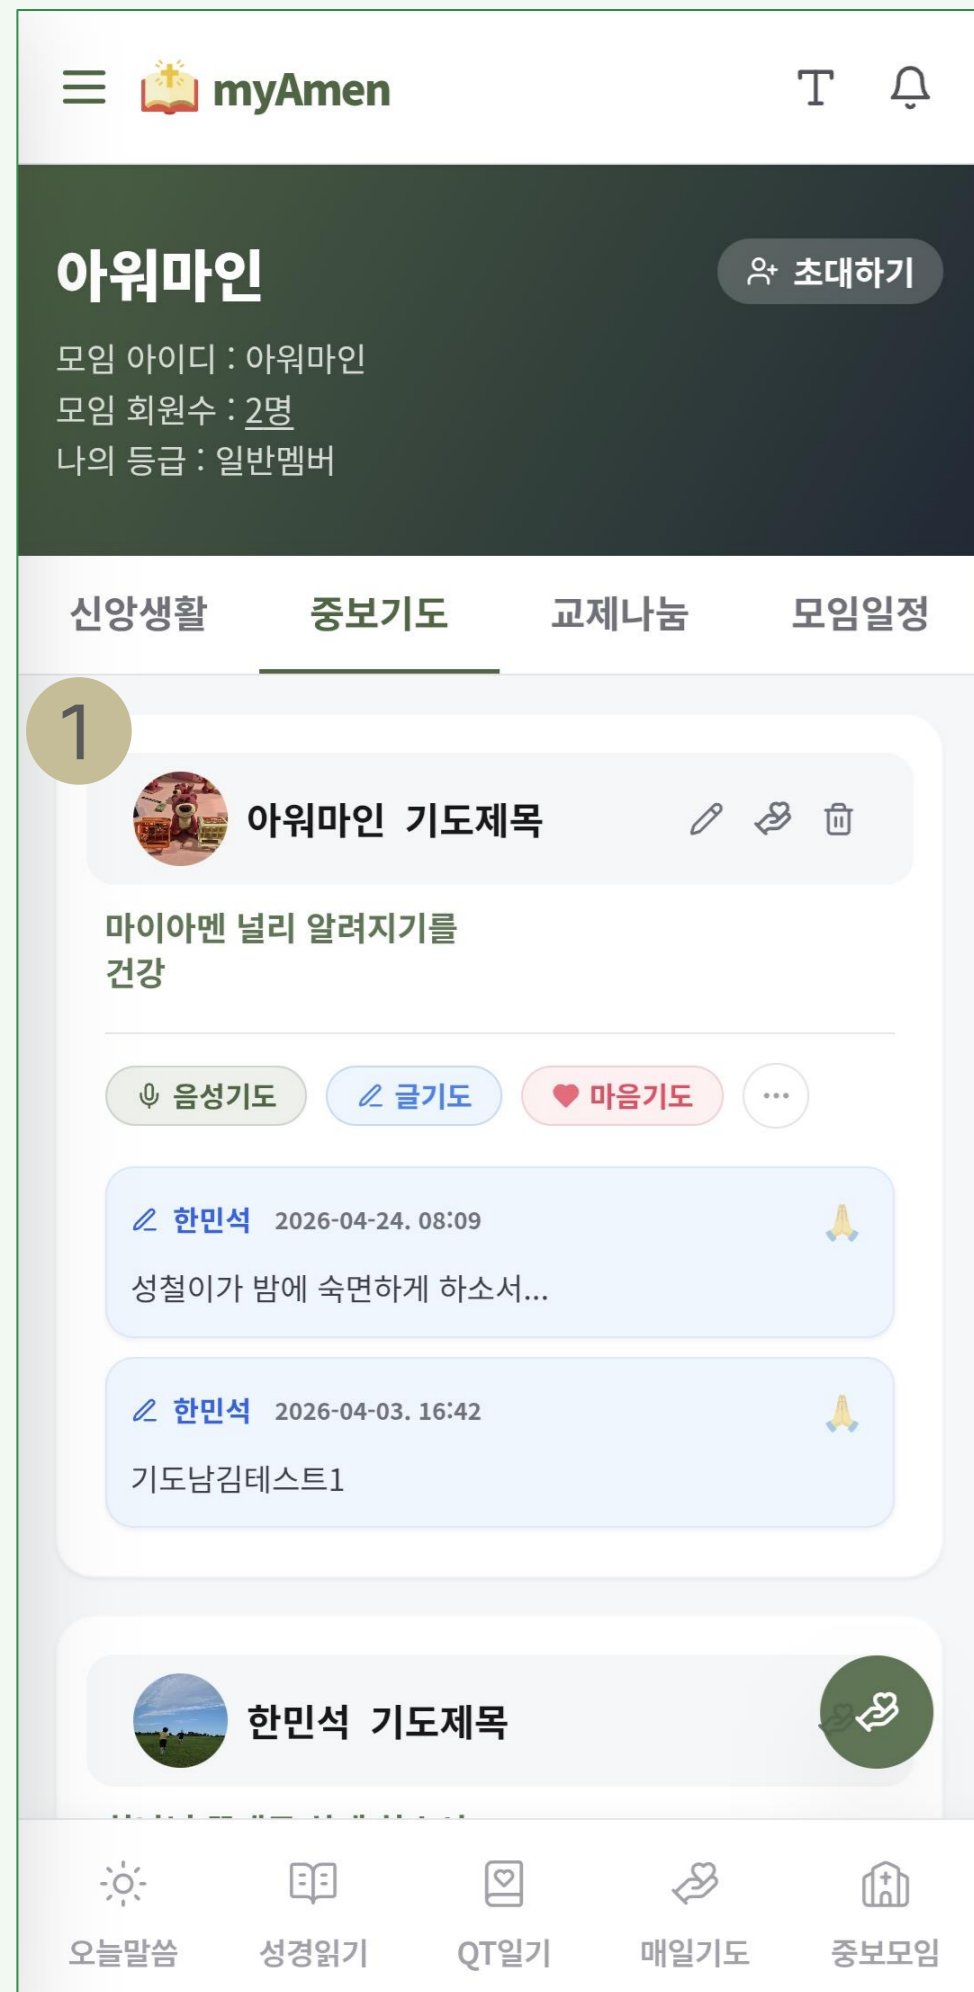 myAmen
아워마인
초대하기
모임 아이디 : 아워마인
모임 회원수 : 2명
나의 등급 : 일반멤버
신앙생활 중보기도 교제나눔 모임일정
1
아워마인 기도제목
마이아멘 널리 알려지기를
건강
음성기도 글기도 마음기도 ...
한민석 2026-04-24. 08:09
성철이가 밤에 숙면하게 하소서...
한민석 2026-04-03. 16:42
기도남김테스트1
한민석 기도제목
오늘말씀 성경읽기 QT일기 매일기도 중보모임